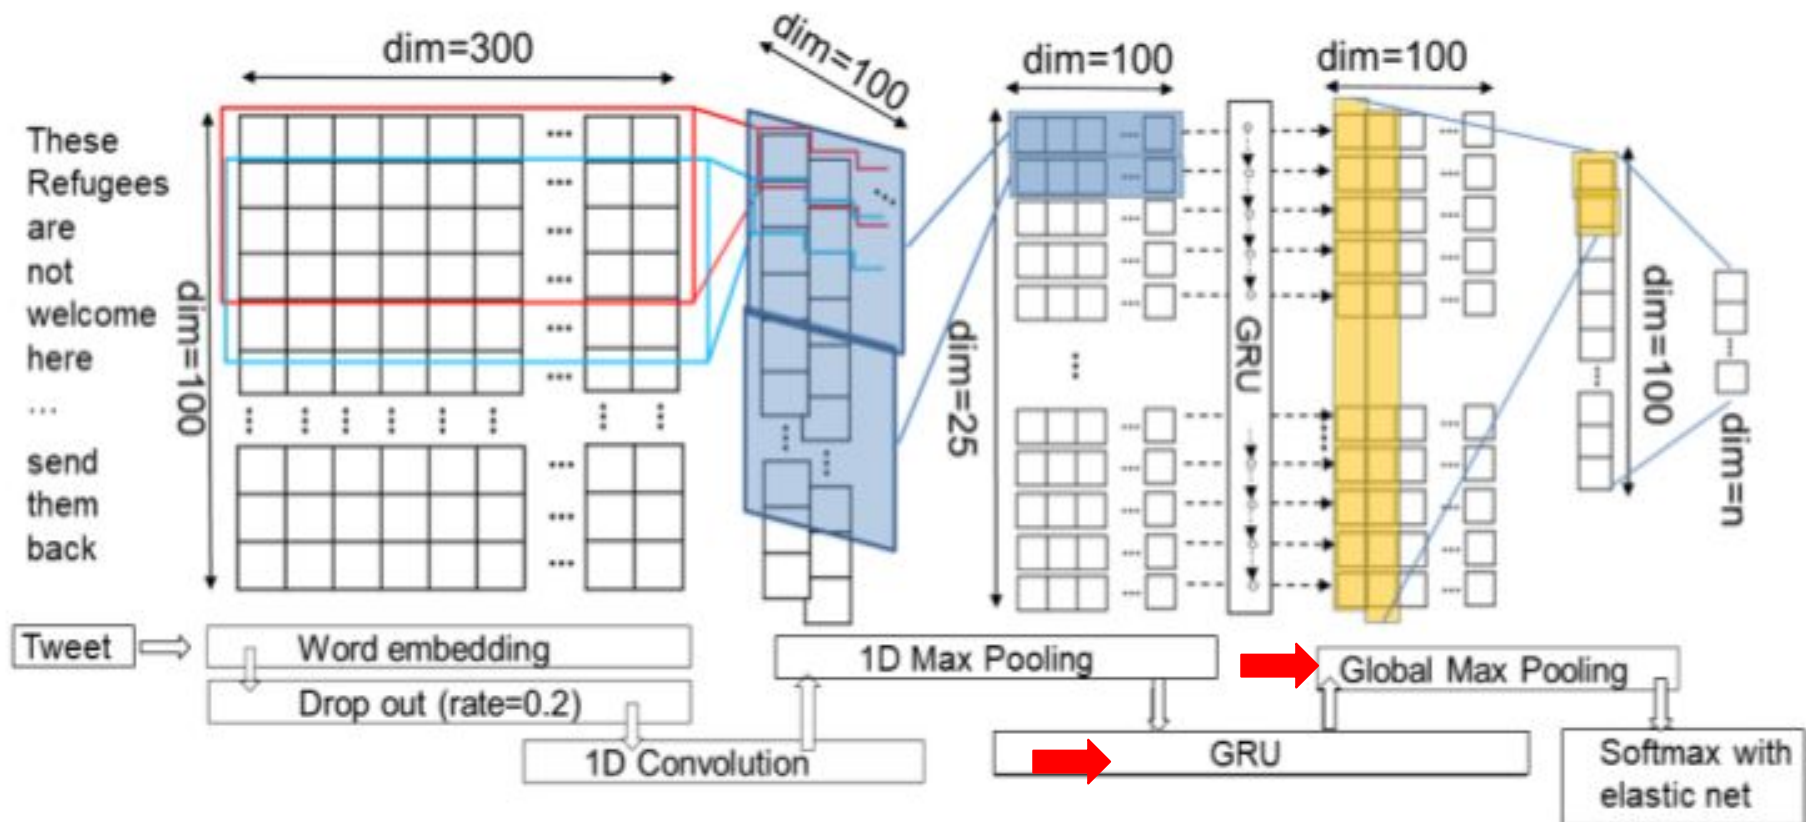 dim=300
dim=100
dim=100
dim=100
These
Refugees
are
not
welcome
here
...
send
them
back
dim=100
dim=25
GRU
dim=100
dim=n
Tweet
Word embedding
Drop out (rate=0.2)
1D Convolution
1D Max Pooling
GRU
Global Max Pooling
Softmax with
elastic net